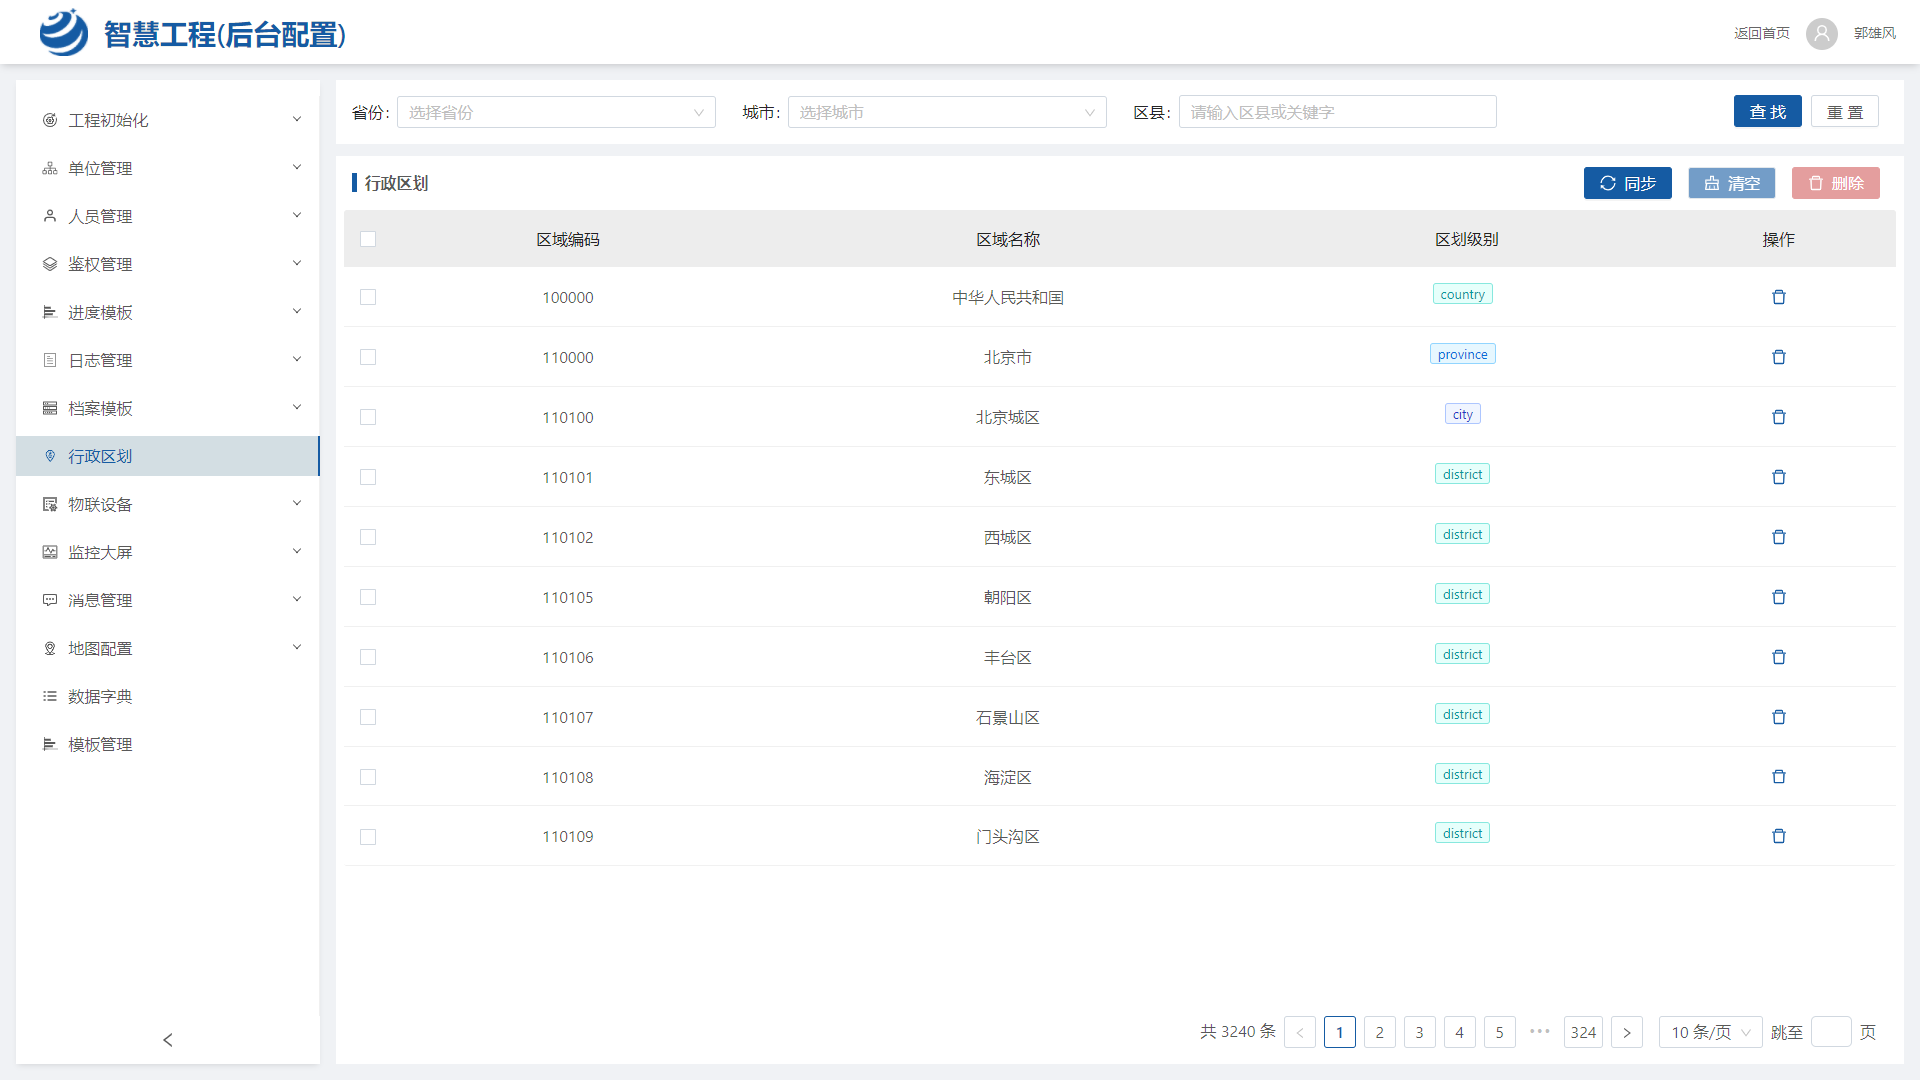 智慧工程(后台配置)
返回首页
郭雄风
工程初始化
单位管理
人员管理
鉴权管理
进度模板
日志管理
档案模板
行政区划
物联设备
监控大屏
消息管理
地图配置
数据字典
模板管理
省份: 选择省份
城市: 选择城市
区县: 请输入区县或关键字
查 找
重 置
行政区划
同步
清空
删除
区域编码 区域名称 区划级别 操作
100000 中华人民共和国 country
110000 北京市 province
110100 北京城区 city
110101 东城区 district
110102 西城区 district
110105 朝阳区 district
110106 丰台区 district
110107 石景山区 district
110108 海淀区 district
110109 门头沟区 district
共 3240 条 < 1 2 3 4 5 ••• 324 > 10 条/页 跳至 页